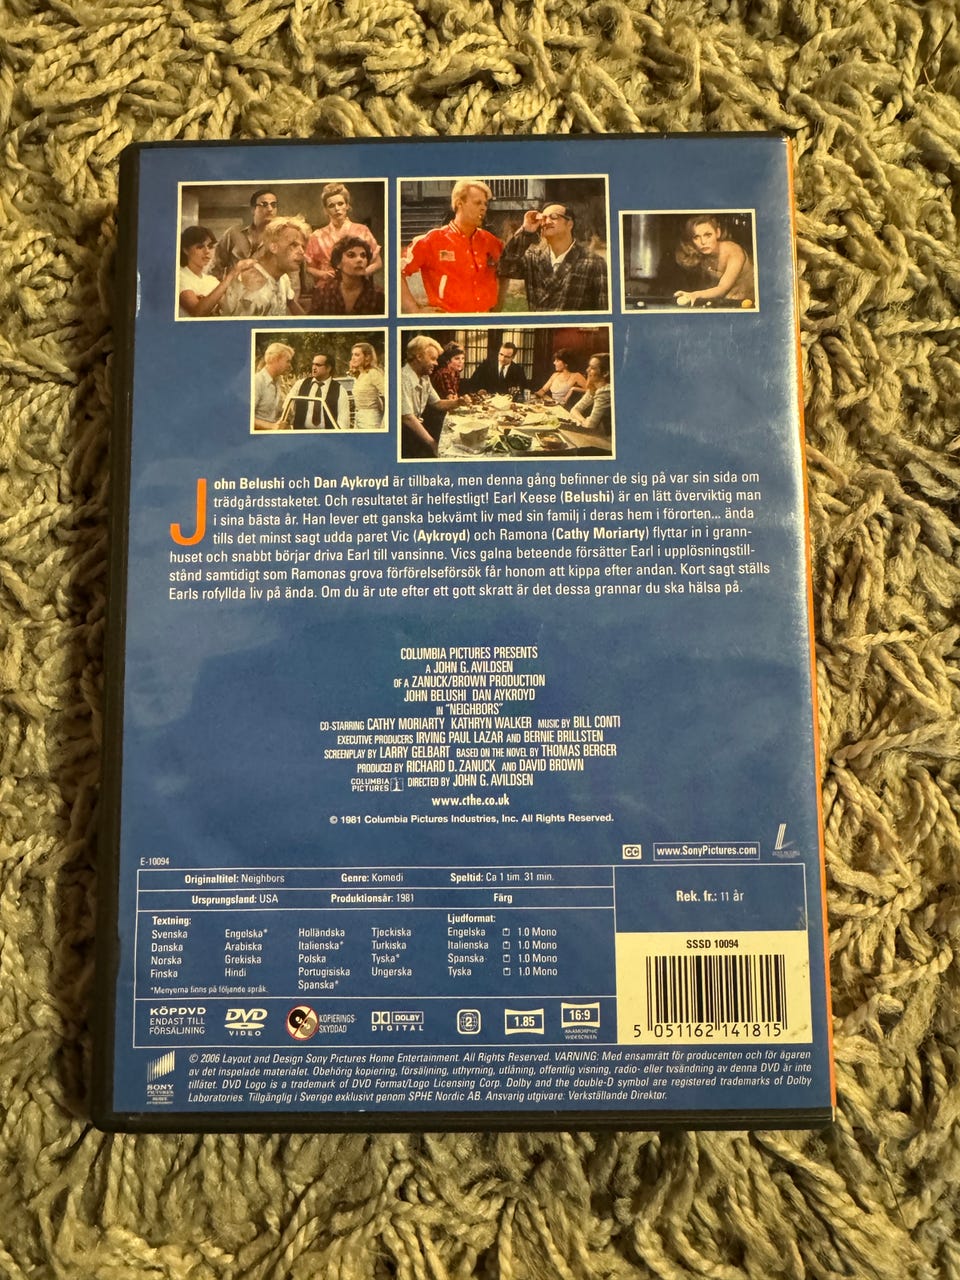 John Belushi och Dan Aykroyd är tillbaka, men denna gång befinner de sig på var sin sida om
trädgårdsstaketet. Och resultatet är helfestligt! Earl Keese (Belushi) är en lätt överviktig man
i sina bästa år. Han lever ett ganska bekvämt liv med sin familj i deras hem i förorten... ända
tills det minst sagt udda paret Vic (Aykroyd) och Ramona (Cathy Moriarty) flyttar in i grann-
huset och snabbt börjar driva Earl till vansinne. Vics galna beteende försätter Earl i upplösningstill-
stånd samtidigt som Ramonas grova förförelseförsök får honom att kippa efter andan. Kort sagt ställs
Earls rofyllda liv på ända. Om du är ute efter ett gott skratt är det dessa grannar du ska hälsa på.
COLUMBIA PICTURES PRESENTS
A JOHN G. AVILDSEN
OF A ZANUCK/BROWN PRODUCTION
JOHN BELUSHI DAN AYKROYD
IN "NEIGHBORS"
CO-STARRING CATHY MORIARTY KATHRYN WALKER MUSIC BY BILL CONTI
EXECUTIVE PRODUCERS IRVING PAUL LAZAR AND BERNIE BRILLSTEN
SCREENPLAY BY LARRY GELBART BASED ON THE NOVEL BY THOMAS BERGER
PRODUCED BY RICHARD D. ZANUCK AND DAVID BROWN
COLUMBIA PICTURES DIRECTED BY JOHN G. AVILDSEN
www.cthe.co.uk
© 1981 Columbia Pictures Industries, Inc. All Rights Reserved.
CC www.SonyPictures.com
E-10094
Originaltitel: Neighbors Genre: Komedi Speltid: Ca 1 tim. 31 min.
Ursprungsland: USA Produktionsår: 1981 Färg
Rek. fr.: 11 år
Textning: Ljudformat:
Svenska Engelska* Holländska Tjeckiska Engelska 1.0 Mono
Danska Arabiska Italienska* Turkiska Italienska 1.0 Mono
Norska Grekiska Polska Tyska* Spanska 1.0 Mono
Finska Hindi Portugisiska Ungerska Tyska 1.0 Mono
Spanska*
*Menyerna finns på följande språk.
SSSD 10094
5 051162 141815
KÖPDVD
ENDAST TILL
FÖRSÄLJNING
DVD
VIDEO
KOPIERINGS-
SKYDDAD
DOLBY
DIGITAL
2
1.85
16:9
ANAMORPHIC
WIDESCREEN
SONY
PICTURES
© 2006 Layout and Design Sony Pictures Home Entertainment. All Rights Reserved. VARNING: Med ensamrätt för producenten och för ägaren
av det inspelade materialet. Obehörig kopiering, försäljning, uthyrning, utlåning, offentlig visning, radio- eller tvsändning av denna DVD är inte
tillåtet. DVD Logo is a trademark of DVD Format/Logo Licensing Corp. Dolby and the double-D symbol are registered trademarks of Dolby
Laboratories. Tillgänglig i Sverige exklusivt genom SPHE Nordic AB. Ansvarig utgivare: Verkställande Direktör.